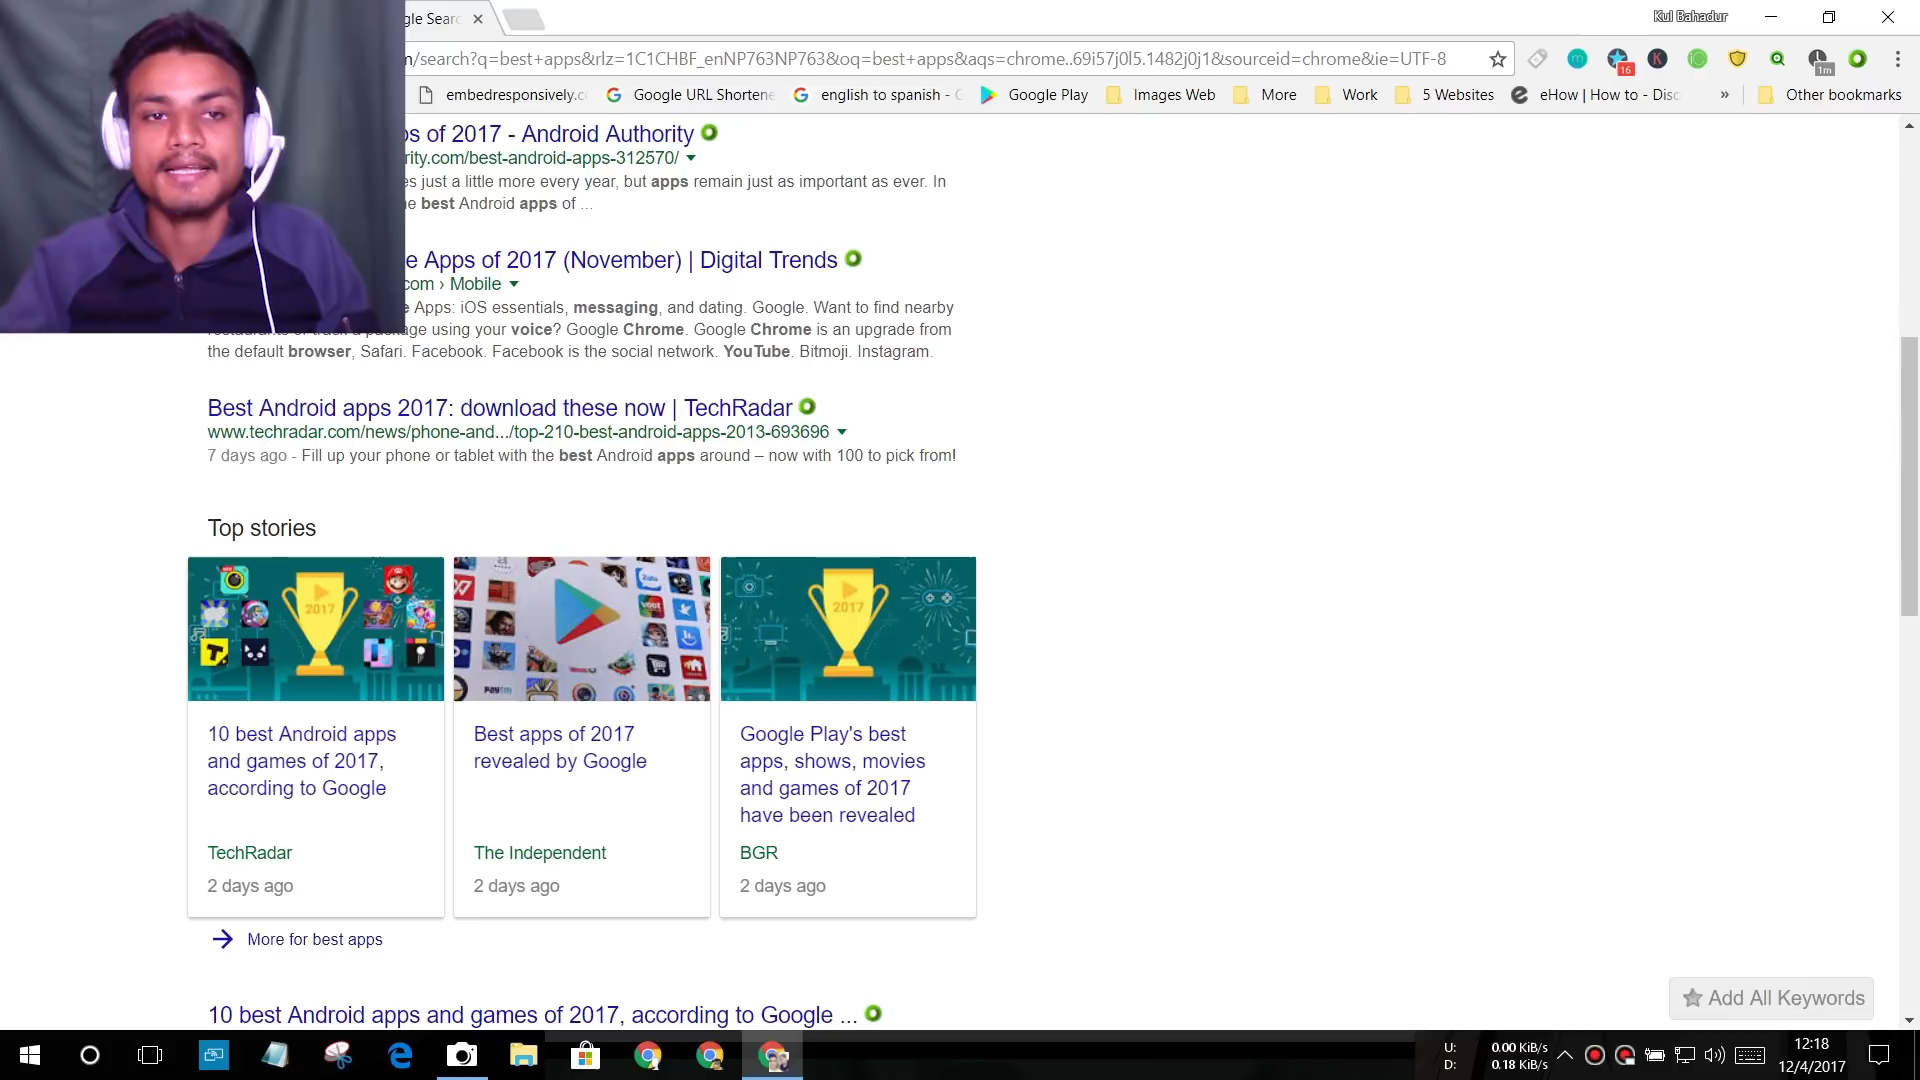 gle Searc
Kul Bahadur
/search?q=best+apps&rlz=1C1CHBF_enNP763NP763&oq=best+apps&aqs=chrome..69i57j0l5.1482j0j1&sourceid=chrome&ie=UTF-8
16
1m
embedresponsively.c
Google URL Shortene
english to spanish -
Google Play
Images Web
More
Work
5 Websites
eHow | How to - Disc
»
Other bookmarks
s of 2017 - Android Authority
rity.com/best-android-apps-312570/
es just a little more every year, but apps remain just as important as ever. In
e best Android apps of ...
e Apps of 2017 (November) | Digital Trends
com › Mobile
e Apps: iOS essentials, messaging, and dating. Google. Want to find nearby
using your voice? Google Chrome. Google Chrome is an upgrade from
the default browser, Safari. Facebook. Facebook is the social network. YouTube. Bitmoji. Instagram.
Best Android apps 2017: download these now | TechRadar
www.techradar.com/news/phone-and.../top-210-best-android-apps-2013-693696
7 days ago - Fill up your phone or tablet with the best Android apps around – now with 100 to pick from!
Top stories
2017
Zalo
voot
PAYTM
2017
10 best Android apps
and games of 2017,
according to Google
TechRadar
2 days ago
Best apps of 2017
revealed by Google
The Independent
2 days ago
Google Play's best
apps, shows, movies
and games of 2017
have been revealed
BGR
2 days ago
More for best apps
10 best Android apps and games of 2017, according to Google ...
Add All Keywords
U: 0.00 KiB/s
D: 0.18 KiB/s
12:18
12/4/2017